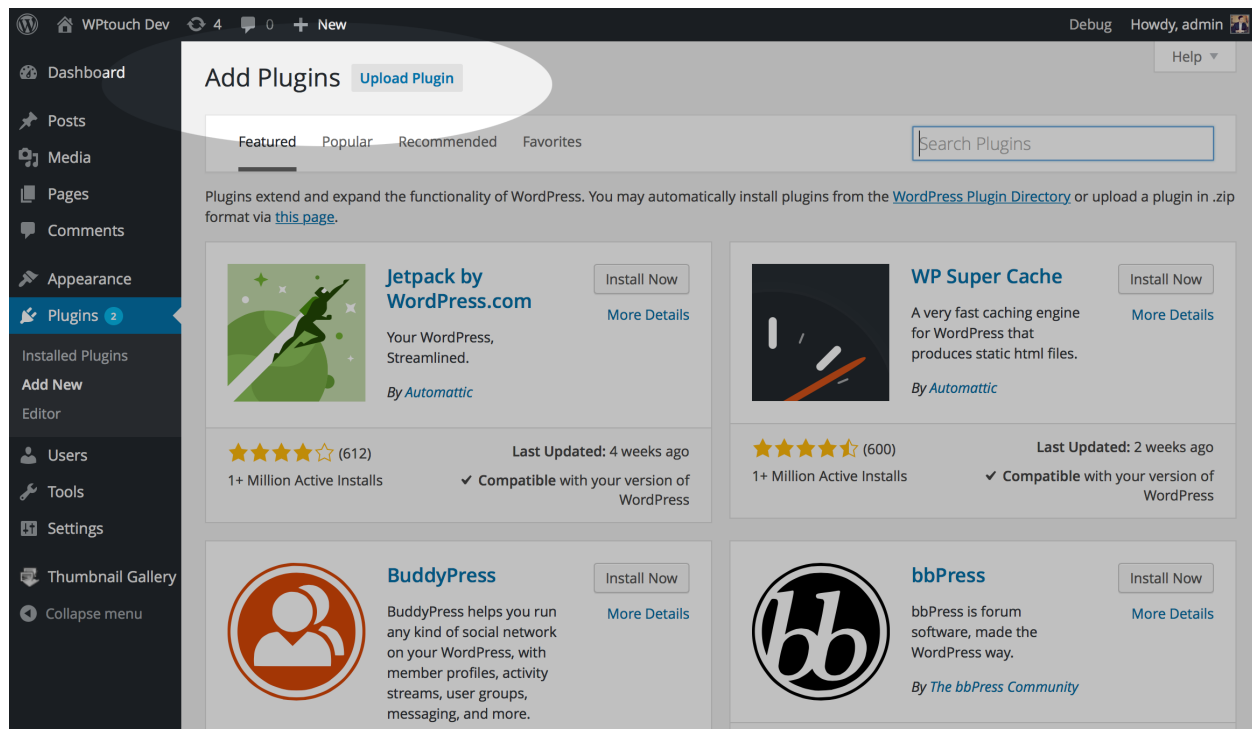 WPtouch Dev 4 0 + New Debug Howdy, admin
Dashboard
Posts
Media
Pages
Comments
Appearance
Plugins 2
Installed Plugins
Add New
Editor
Users
Tools
Settings
Thumbnail Gallery
Collapse menu
Help
Add Plugins Upload Plugin
Featured Popular Recommended Favorites Search Plugins
Plugins extend and expand the functionality of WordPress. You may automatically install plugins from the WordPress Plugin Directory or upload a plugin in .zip
format via this page.
Jetpack by
WordPress.com
Install Now
More Details
Your WordPress,
Streamlined.
By Automattic
(612)
1+ Million Active Installs
Last Updated: 4 weeks ago
✔ Compatible with your version of
WordPress
WP Super Cache
Install Now
More Details
A very fast caching engine
for WordPress that
produces static html files.
By Automattic
(600)
1+ Million Active Installs
Last Updated: 2 weeks ago
✔ Compatible with your version of
WordPress
BuddyPress
Install Now
More Details
BuddyPress helps you run
any kind of social network
on your WordPress, with
member profiles, activity
streams, user groups,
messaging, and more.
bb
bbPress
Install Now
More Details
bbPress is forum
software, made the
WordPress way.
By The bbPress Community